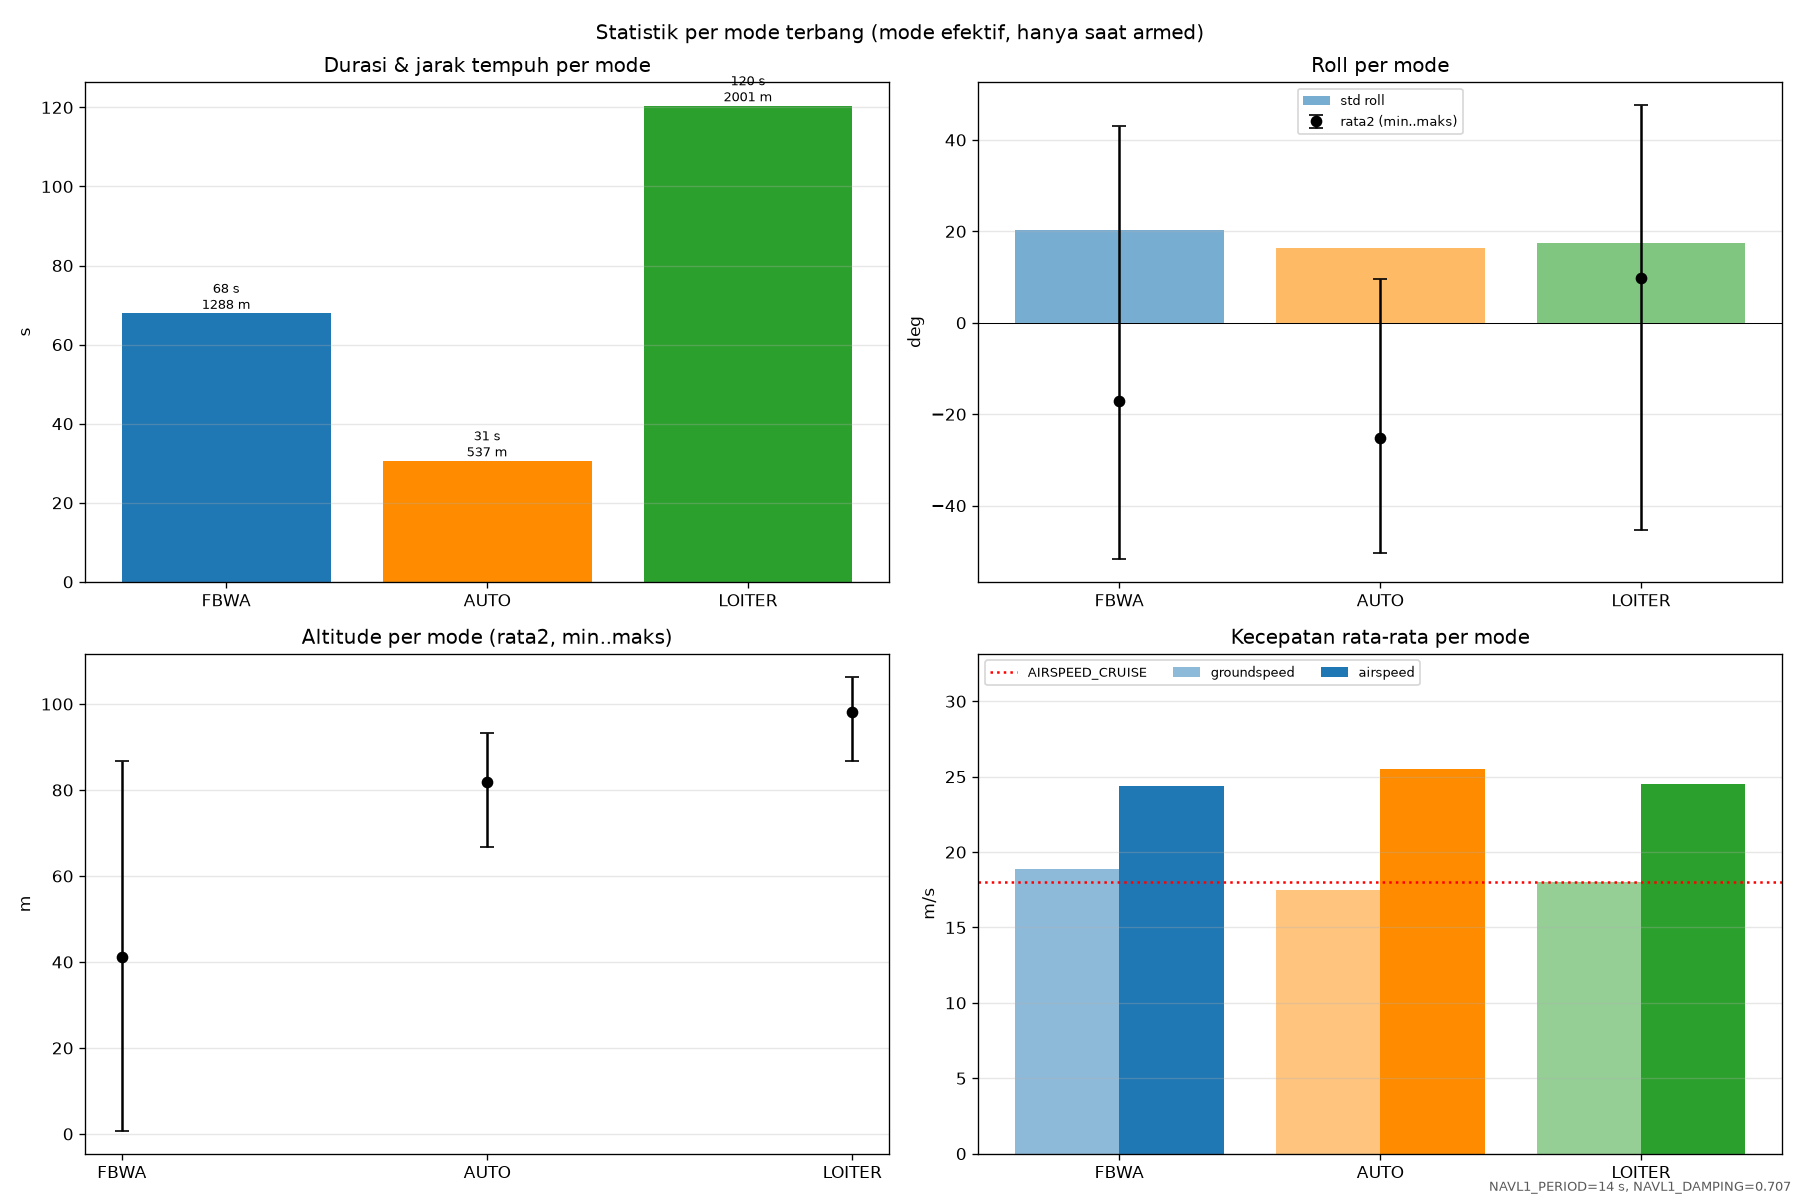 Statistik per mode terbang (mode efektif, hanya saat armed)
Durasi & jarak tempuh per mode
120 s
2001 m
68 s
1288 m
31 s
537 m
120
100
80
60
40
20
0
s
FBWA
AUTO
LOITER
Roll per mode
std roll
rata2 (min..maks)
40
20
0
−20
−40
deg
FBWA
AUTO
LOITER
Altitude per mode (rata2, min..maks)
100
80
60
40
20
0
m
FBWA
AUTO
LOITER
Kecepatan rata-rata per mode
AIRSPEED_CRUISE
groundspeed
airspeed
30
25
20
15
10
5
0
m/s
FBWA
AUTO
LOITER
NAVL1_PERIOD=14 s, NAVL1_DAMPING=0.707